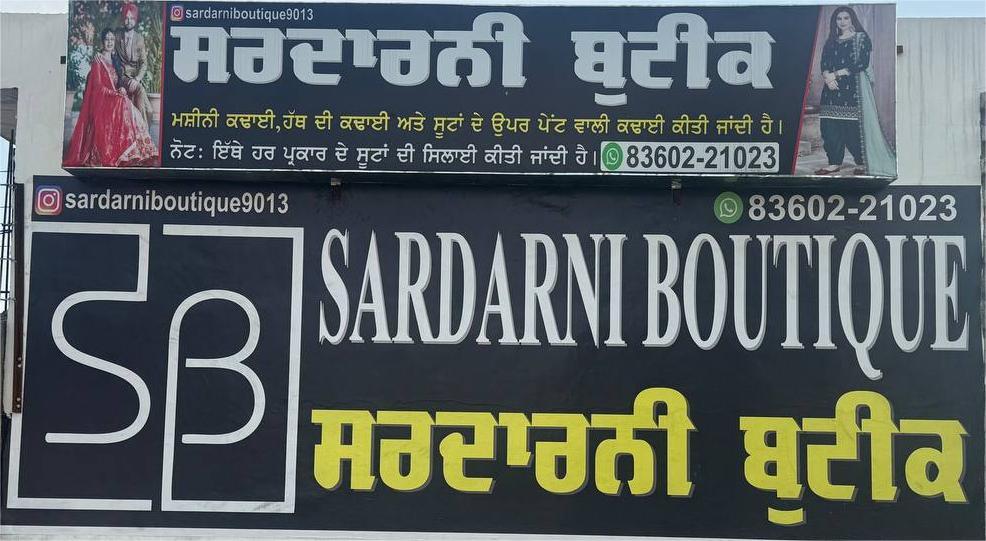 sardarniboutique9013
ਸਰਦਾਰਨੀ ਬੁਟੀਕ
ਮਸ਼ੀਨੀ ਕਢਾਈ,ਹੱਥ ਦੀ ਕਢਾਈ ਅਤੇ ਸੂਟਾਂ ਦੇ ਉਪਰ ਪੇਂਟ ਵਾਲੀ ਕਢਾਈ ਕੀਤੀ ਜਾਂਦੀ ਹੈ।
ਨੋਟ: ਇੱਥੇ ਹਰ ਪ੍ਰਕਾਰ ਦੇ ਸੂਟਾਂ ਦੀ ਸਿਲਾਈ ਕੀਤੀ ਜਾਂਦੀ ਹੈ। 83602-21023
sardarniboutique9013 83602-21023
SB
SARDARNI BOUTIQUE
ਸਰਦਾਰਨੀ ਬੁਟੀਕ